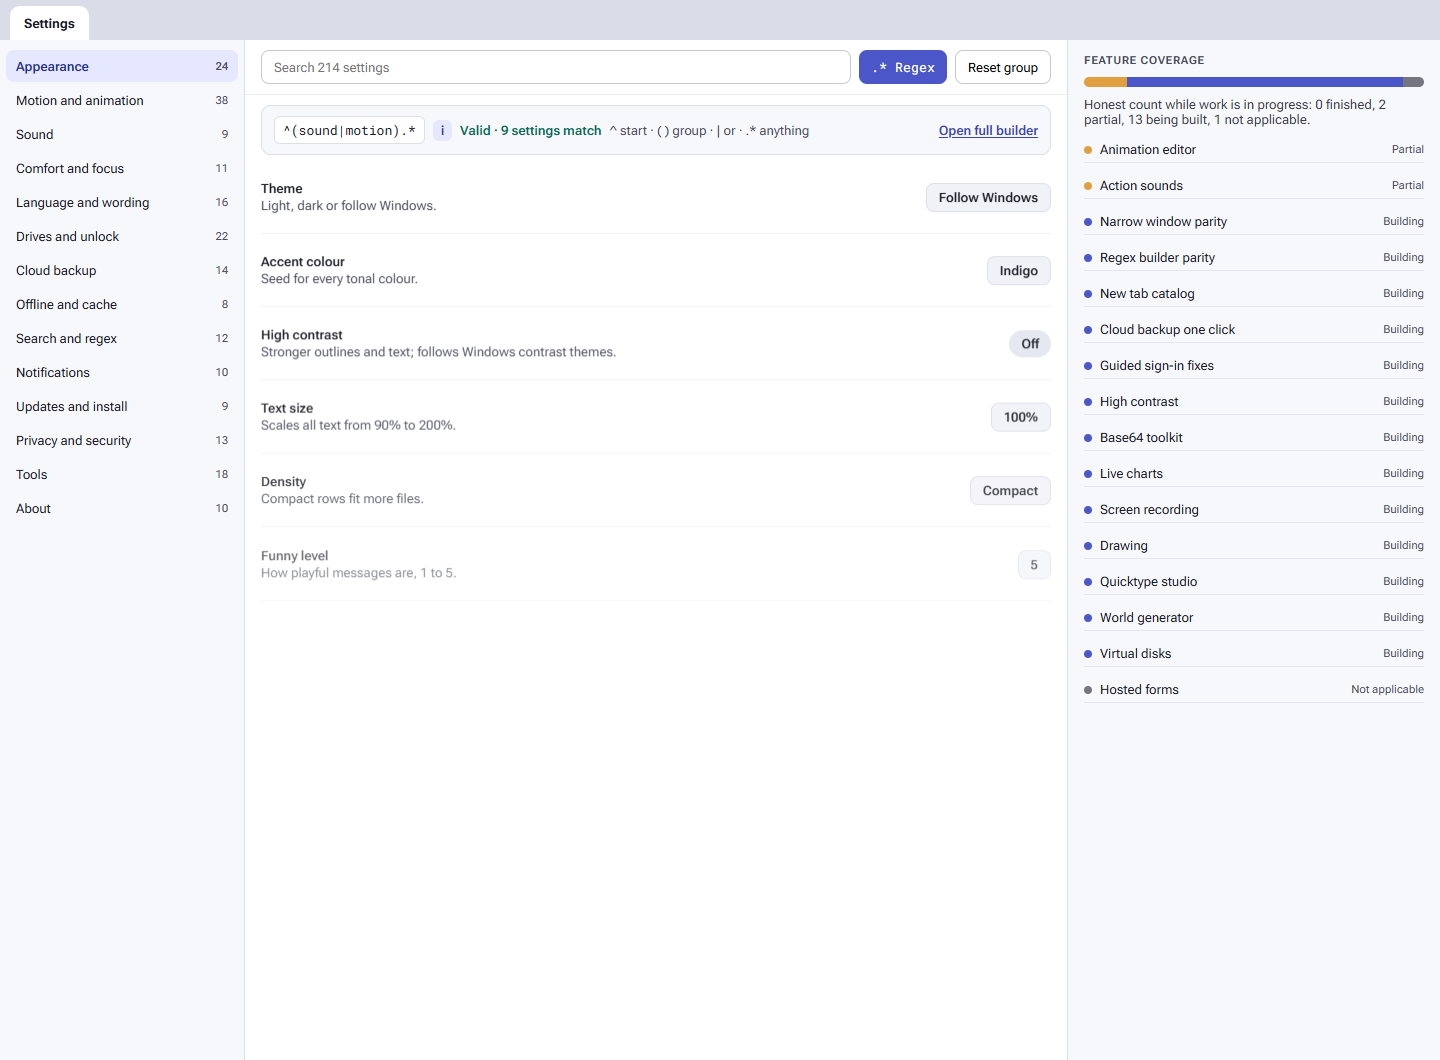 Settings
Appearance 24
Motion and animation 38
Sound 9
Comfort and focus 11
Language and wording 16
Drives and unlock 22
Cloud backup 14
Offline and cache 8
Search and regex 12
Notifications 10
Updates and install 9
Privacy and security 13
Tools 18
About 10
Search 214 settings
.* Regex
Reset group
^(sound|motion).*
i
Valid · 9 settings match
^ start · ( ) group · | or · .* anything
Open full builder
Theme
Light, dark or follow Windows.
Follow Windows
Accent colour
Seed for every tonal colour.
Indigo
High contrast
Stronger outlines and text; follows Windows contrast themes.
Off
Text size
Scales all text from 90% to 200%.
100%
Density
Compact rows fit more files.
Compact
Funny level
How playful messages are, 1 to 5.
5
FEATURE COVERAGE
Honest count while work is in progress: 0 finished, 2
partial, 13 being built, 1 not applicable.
Animation editor Partial
Action sounds Partial
Narrow window parity Building
Regex builder parity Building
New tab catalog Building
Cloud backup one click Building
Guided sign-in fixes Building
High contrast Building
Base64 toolkit Building
Live charts Building
Screen recording Building
Drawing Building
Quicktype studio Building
World generator Building
Virtual disks Building
Hosted forms Not applicable